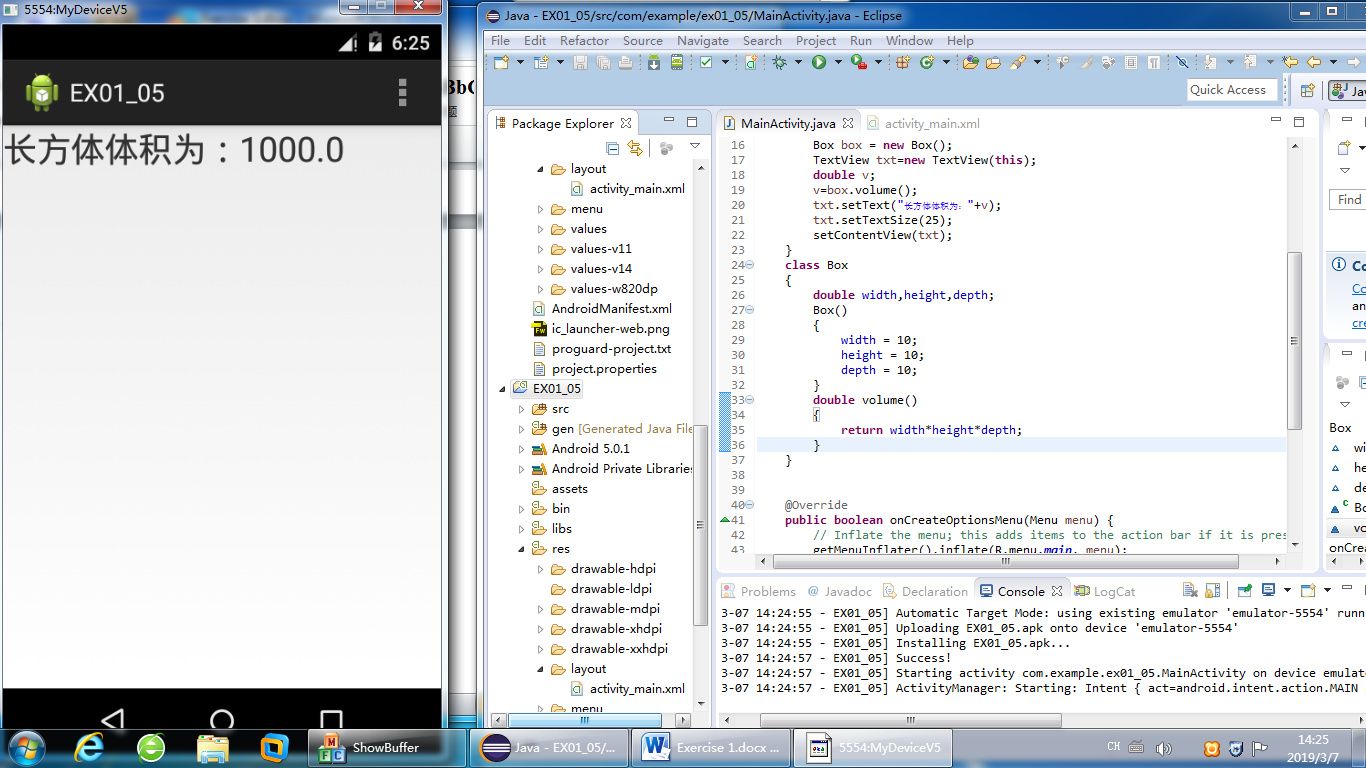 5554:MyDeviceV5
6:25
EX01_05
长方体体积为：1000.0
Java - EX01_05/src/com/example/ex01_05/MainActivity.java - Eclipse
File Edit Refactor Source Navigate Search Project Run Window Help
Quick Access
Package Explorer
layout
activity_main.xml
menu
values
values-v11
values-v14
values-w820dp
AndroidManifest.xml
ic_launcher-web.png
proguard-project.txt
project.properties
EX01_05
src
gen [Generated Java File
Android 5.0.1
Android Private Libraries
assets
bin
libs
res
drawable-hdpi
drawable-ldpi
drawable-mdpi
drawable-xhdpi
drawable-xxhdpi
layout
activity_main.xml
menu
MainActivity.java activity_main.xml
16 Box box = new Box();
17 TextView txt=new TextView(this);
18 double v;
19 v=box.volume();
20 txt.setText("长方体体积为: "+v);
21 txt.setTextSize(25);
22 setContentView(txt);
23 }
24 class Box
25 {
26 double width,height,depth;
27 Box()
28 {
29 width = 10;
30 height = 10;
31 depth = 10;
32 }
33 double volume()
34 {
35 return width*height*depth;
36 }
37 }
38
39
40 @Override
41 public boolean onCreateOptionsMenu(Menu menu) {
42 // Inflate the menu; this adds items to the action bar if it is pres
43 getMenuInflater().inflate(R.menu.main, menu);
Find
Box
Problems @ Javadoc Declaration Console LogCat
3-07 14:24:55 - EX01_05] Automatic Target Mode: using existing emulator 'emulator-5554' runn
3-07 14:24:55 - EX01_05] Uploading EX01_05.apk onto device 'emulator-5554'
3-07 14:24:55 - EX01_05] Installing EX01_05.apk...
3-07 14:24:57 - EX01_05] Success!
3-07 14:24:57 - EX01_05] Starting activity com.example.ex01_05.MainActivity on device emulato
3-07 14:24:57 - EX01_05] ActivityManager: Starting: Intent { act=android.intent.action.MAIN
ShowBuffer
Java - EX01_05/...
Exercise 1.docx ...
5554:MyDeviceV5
CH
14:25
2019/3/7